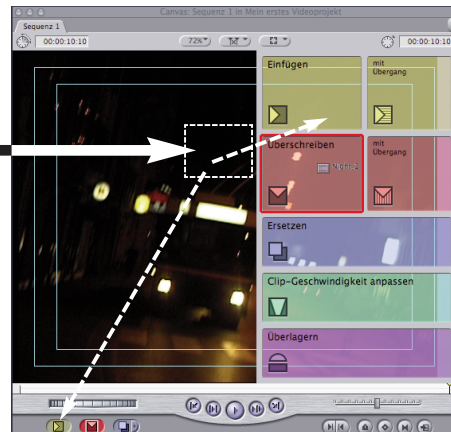 Canvas: Sequenz 1 in Mein erstes Videoprojekt
Sequenz 1
00:00:10:10
72%
00:00:10:10
Einfügen
mit
Übergang
Überschreiben
mit
Übergang
Ersetzen
Clip-Geschwindigkeit anpassen
Überlagern